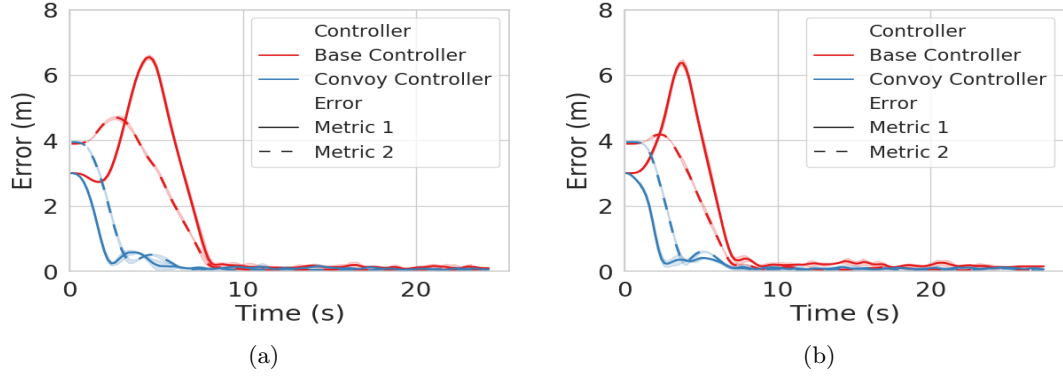 8
6
4
2
0
Error (m)
Controller
Base Controller
Convoy Controller
Error
Metric 1
Metric 2
0 10 20
Time (s)
(a)
8
6
4
2
0
Error (m)
Controller
Base Controller
Convoy Controller
Error
Metric 1
Metric 2
0 10 20
Time (s)
(b)